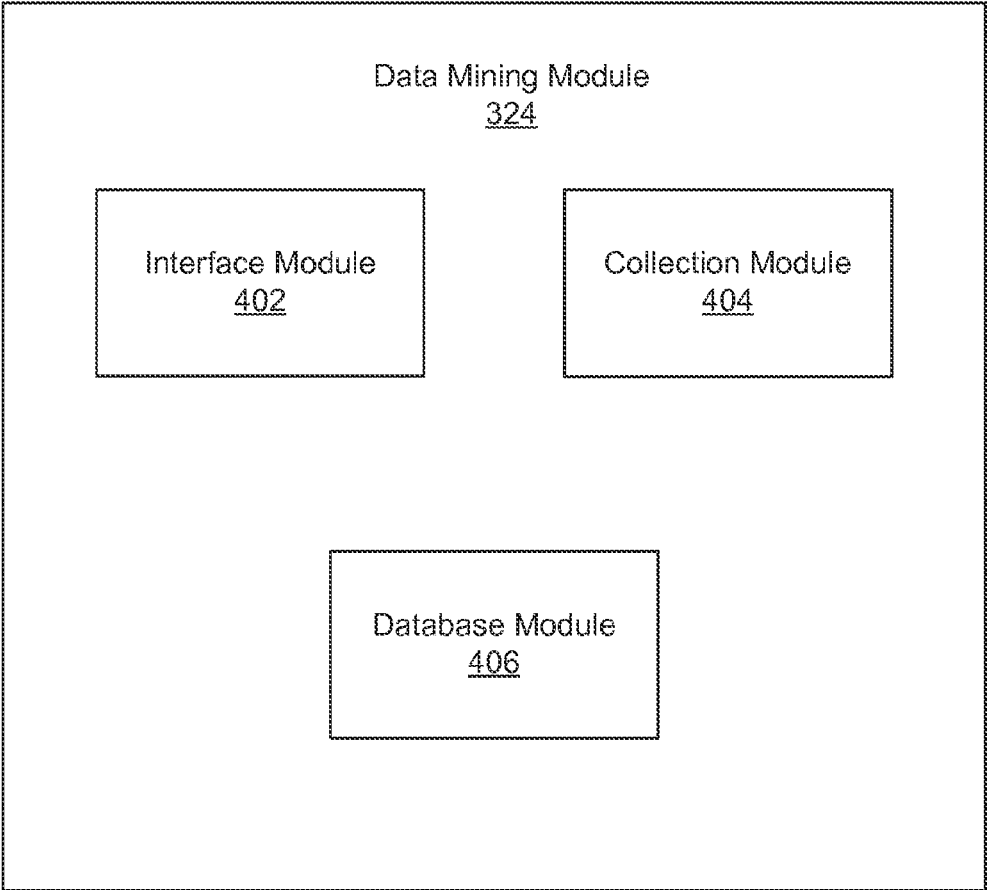 Data Mining Module
324
Interface Module
402
Collection Module
404
Database Module
406